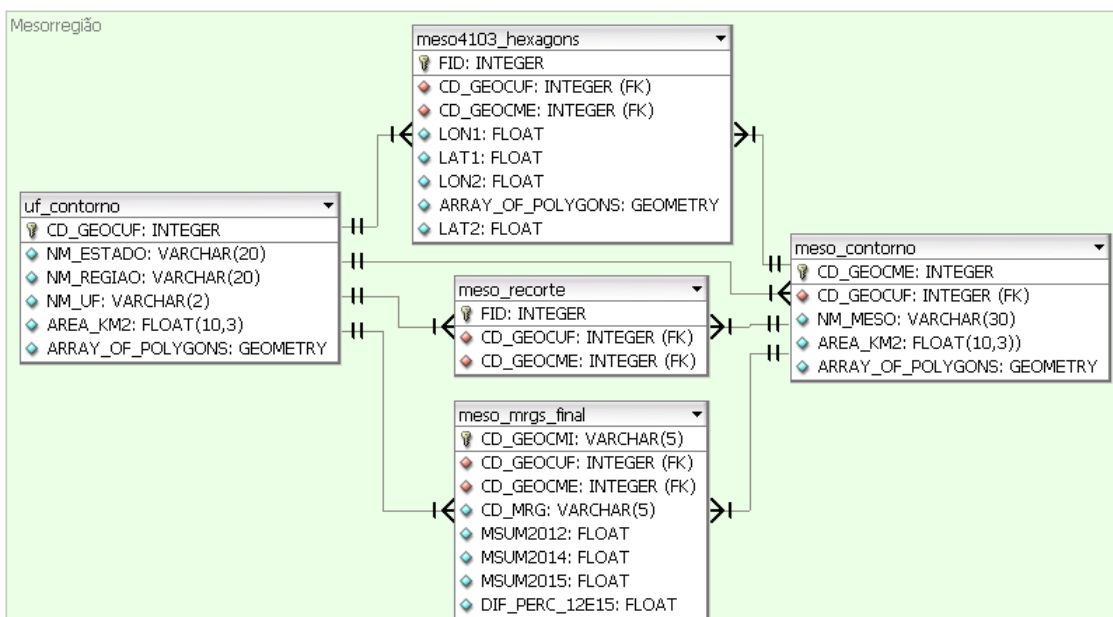 Mesorregião
meso4103_hexagons
FID: INTEGER
CD_GEOCUF: INTEGER (FK)
CD_GEOCME: INTEGER (FK)
LON1: FLOAT
LAT1: FLOAT
LON2: FLOAT
ARRAY_OF_POLYGONS: GEOMETRY
LAT2: FLOAT
uf_contorno
CD_GEOCUF: INTEGER
NM_ESTADO: VARCHAR(20)
NM_REGIAO: VARCHAR(20)
NM_UF: VARCHAR(2)
AREA_KM2: FLOAT(10,3)
ARRAY_OF_POLYGONS: GEOMETRY
meso_recorte
FID: INTEGER
CD_GEOCUF: INTEGER (FK)
CD_GEOCME: INTEGER (FK)
meso_contorno
CD_GEOCME: INTEGER
CD_GEOCUF: INTEGER (FK)
NM_MESO: VARCHAR(30)
AREA_KM2: FLOAT(10,3))
ARRAY_OF_POLYGONS: GEOMETRY
meso_mrgs_final
CD_GEOCMI: VARCHAR(5)
CD_GEOCUF: INTEGER (FK)
CD_GEOCME: INTEGER (FK)
CD_MRG: VARCHAR(5)
MSUM2012: FLOAT
MSUM2014: FLOAT
MSUM2015: FLOAT
DIF_PERC_12E15: FLOAT